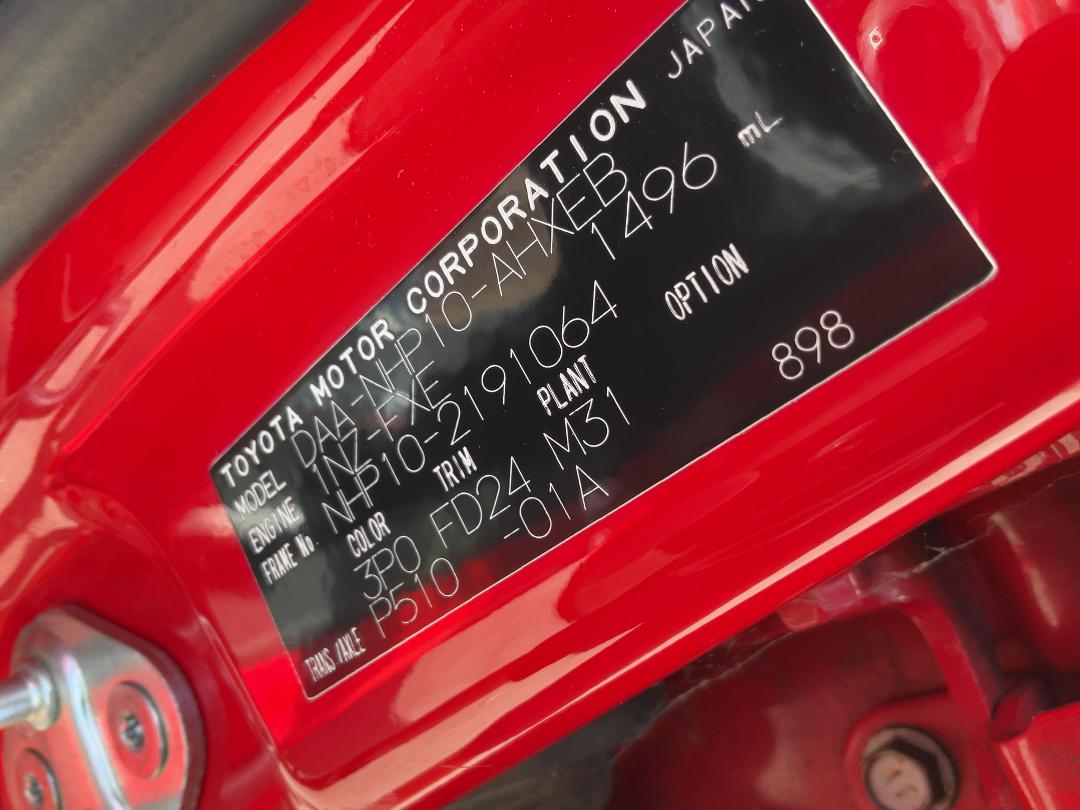 TOYOTA MOTOR CORPORATION JAPAN
MODEL DAA-NHP10-AHXEB
ENGINE 1NZ-FXE 1496 mL
FRAME No. NHP10-2191064
COLOR TRIM PLANT OPTION
3P0 FD24 M31 898
TRANS/AXLE P510 -01A